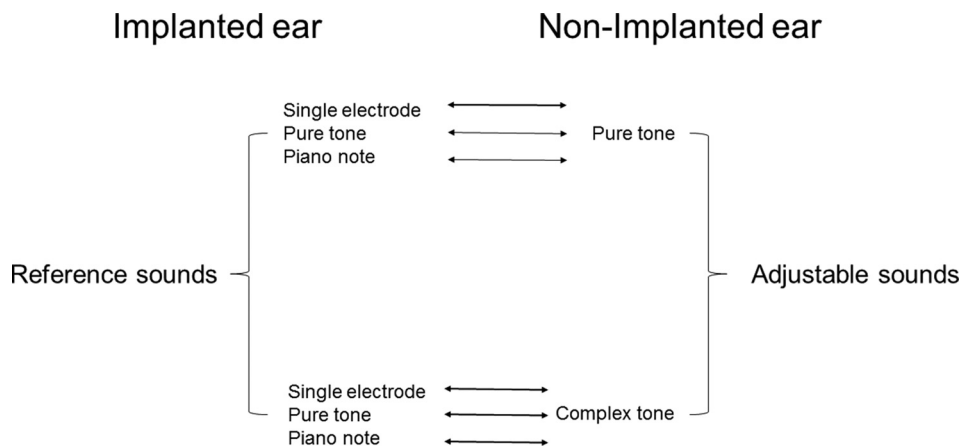 Implanted ear
Non-Implanted ear
Single electrode
Pure tone
Pure tone
Piano note
Reference sounds
Adjustable sounds
Single electrode
Pure tone
Complex tone
Piano note